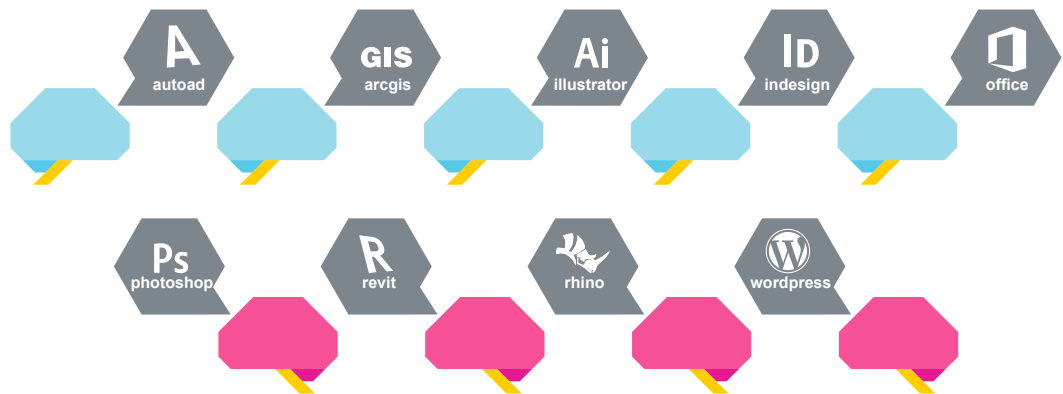 A
autoad
GIS
arcgis
Ai
illustrator
ID
indesign
office
Ps
photoshop
R
revit
rhino
W
wordpress